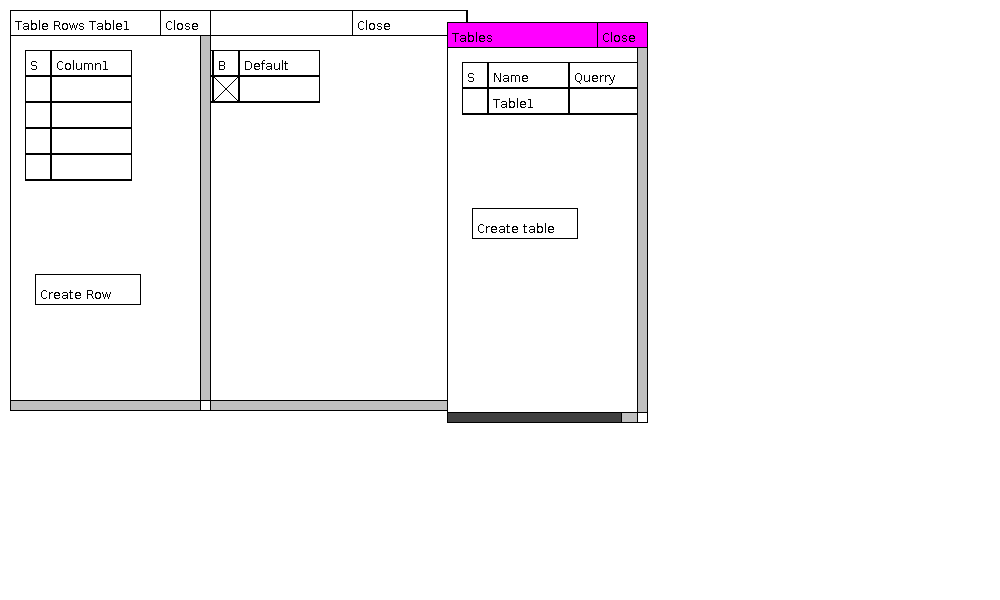 Table Rows Table1 Close
Close
Tables Close
S Column1
B Default
S Name Querry
Table1
Create table
Create Row